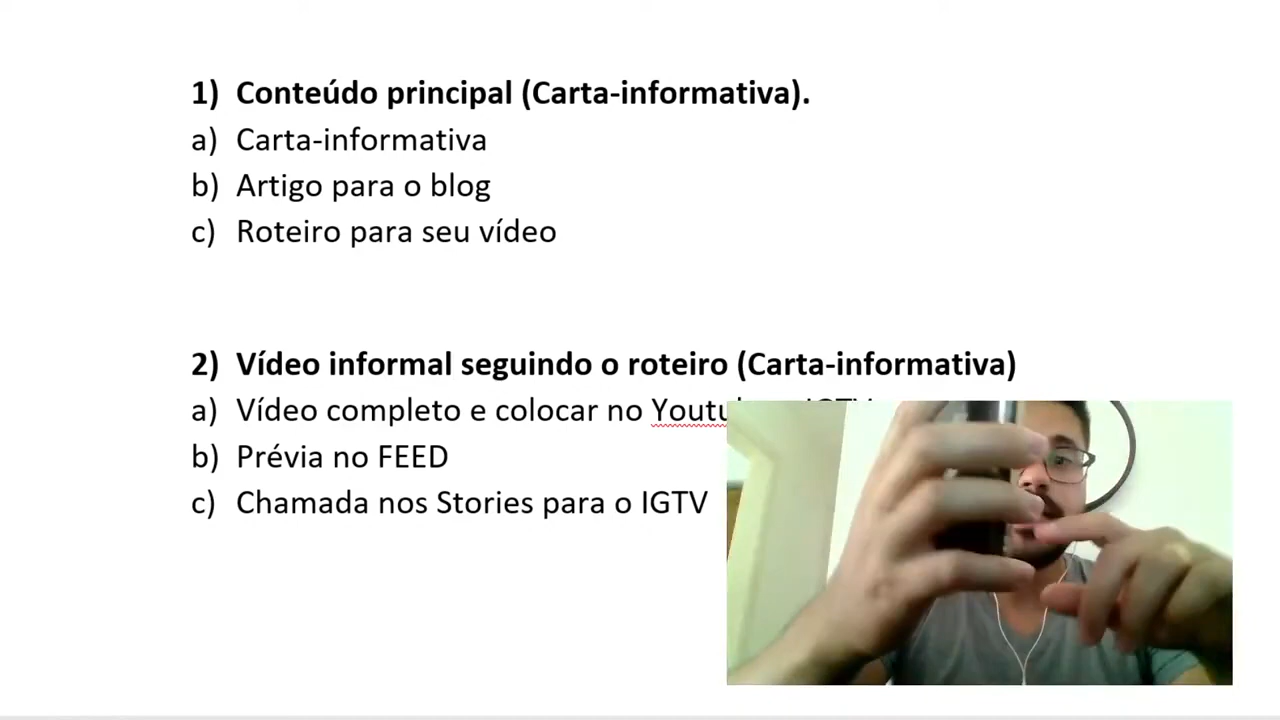 1) Conteúdo principal (Carta-informativa).
a) Carta-informativa
b) Artigo para o blog
c) Roteiro para seu vídeo
2) Vídeo informal seguindo o roteiro (Carta-informativa)
a) Vídeo completo e colocar no
b) Prévia no FEED
c) Chamada nos Stories para o IGTV